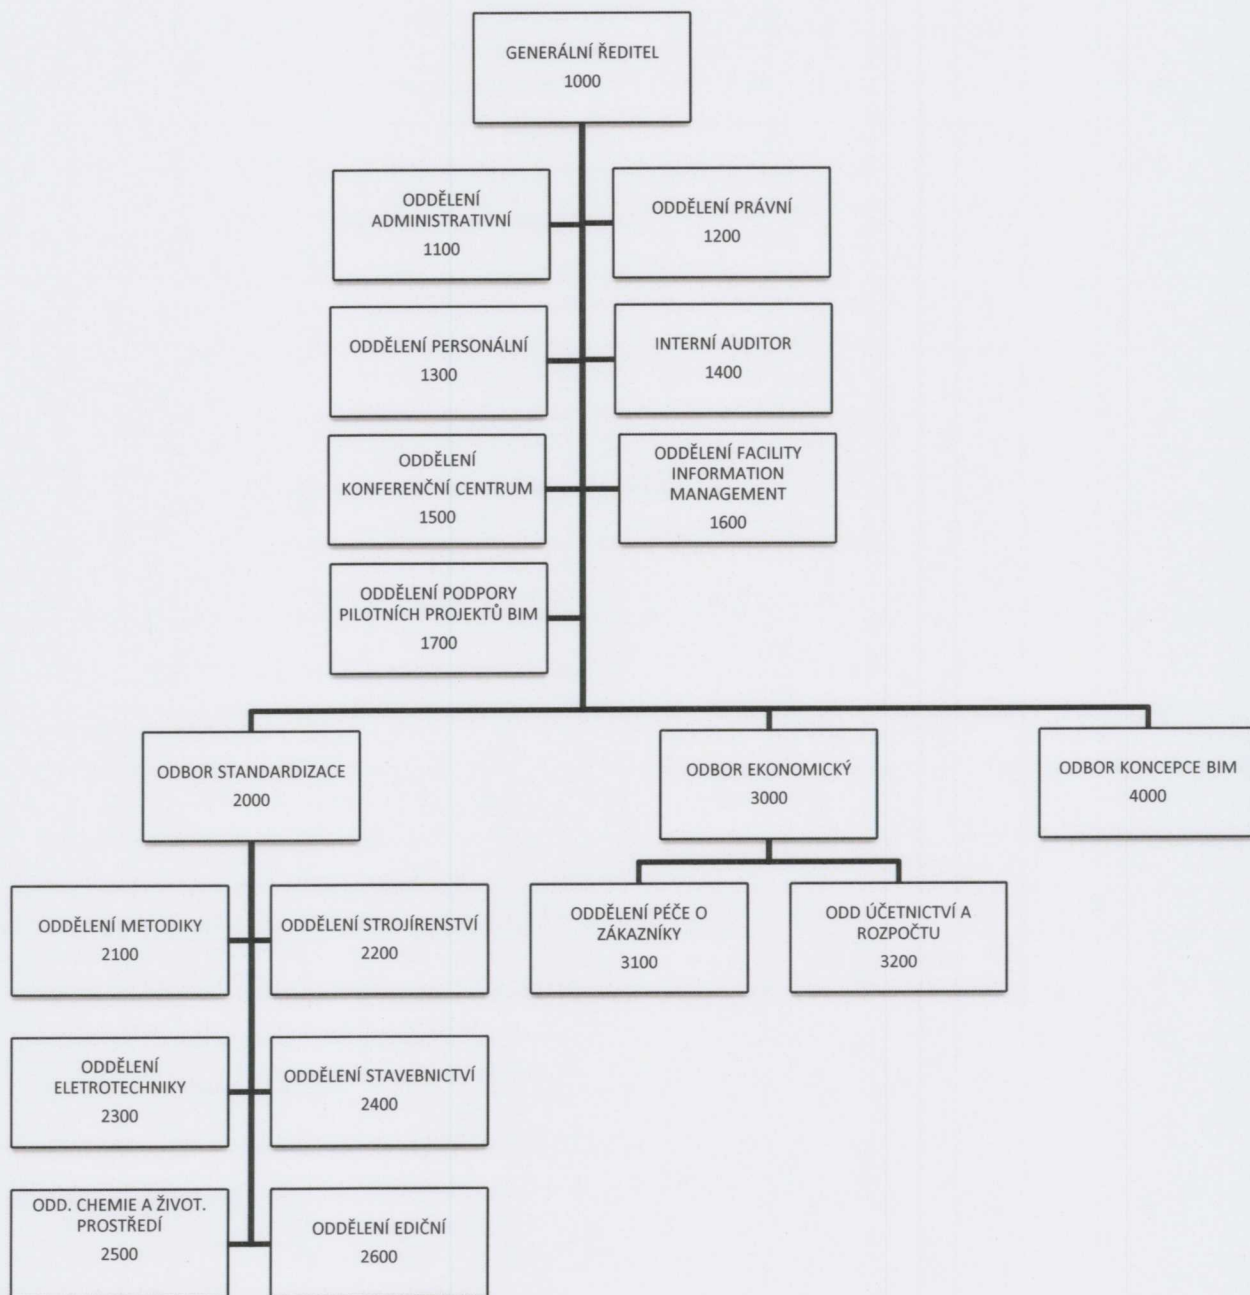 GENERÁLNÍ ŘEDITEL
1000
ODDĚLENÍ
ADMINISTRATIVNÍ
1100
ODDĚLENÍ PRÁVNÍ
1200
ODDĚLENÍ PERSONÁLNÍ
1300
INTERNÍ AUDITOR
1400
ODDĚLENÍ
KONFERENČNÍ CENTRUM
1500
ODDĚLENÍ FACILITY
INFORMATION
MANAGEMENT
1600
ODDĚLENÍ PODPORY
PILOTNÍCH PROJEKTŮ BIM
1700
ODBOR STANDARDIZACE
2000
ODBOR EKONOMICKÝ
3000
ODBOR KONCEPCE BIM
4000
ODDĚLENÍ METODIKY
2100
ODDĚLENÍ STROJÍRENSTVÍ
2200
ODDĚLENÍ PÉČE O
ZÁKAZNÍKY
3100
ODD ÚČETNICTVÍ A
ROZPOČTU
3200
ODDĚLENÍ
ELETROTECHNIKY
2300
ODDĚLENÍ STAVEBNICTVÍ
2400
ODD. CHEMIE A ŽIVOT.
PROSTŘEDÍ
2500
ODDĚLENÍ EDIČNÍ
2600